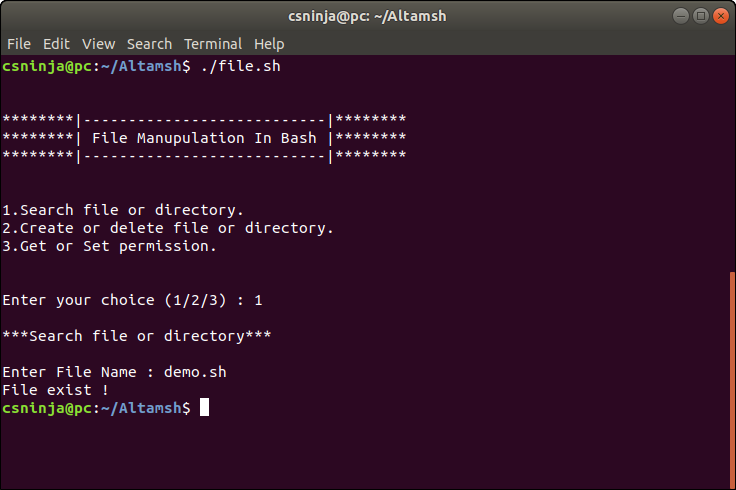 csninja@pc: ~/Altamsh
File Edit View Search Terminal Help
csninja@pc:~/Altamsh$ ./file.sh
********|---------------------------|********
********| File Manupulation In Bash |********
********|---------------------------|********
1.Search file or directory.
2.Create or delete file or directory.
3.Get or Set permission.
Enter your choice (1/2/3) : 1
***Search file or directory***
Enter File Name : demo.sh
File exist !
csninja@pc:~/Altamsh$